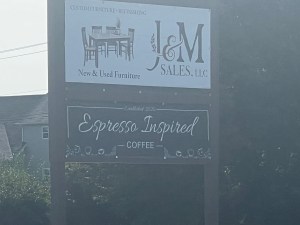 J&M
SALES, LLC
New & Used Furniture
Espresso Inspired
COFFEE